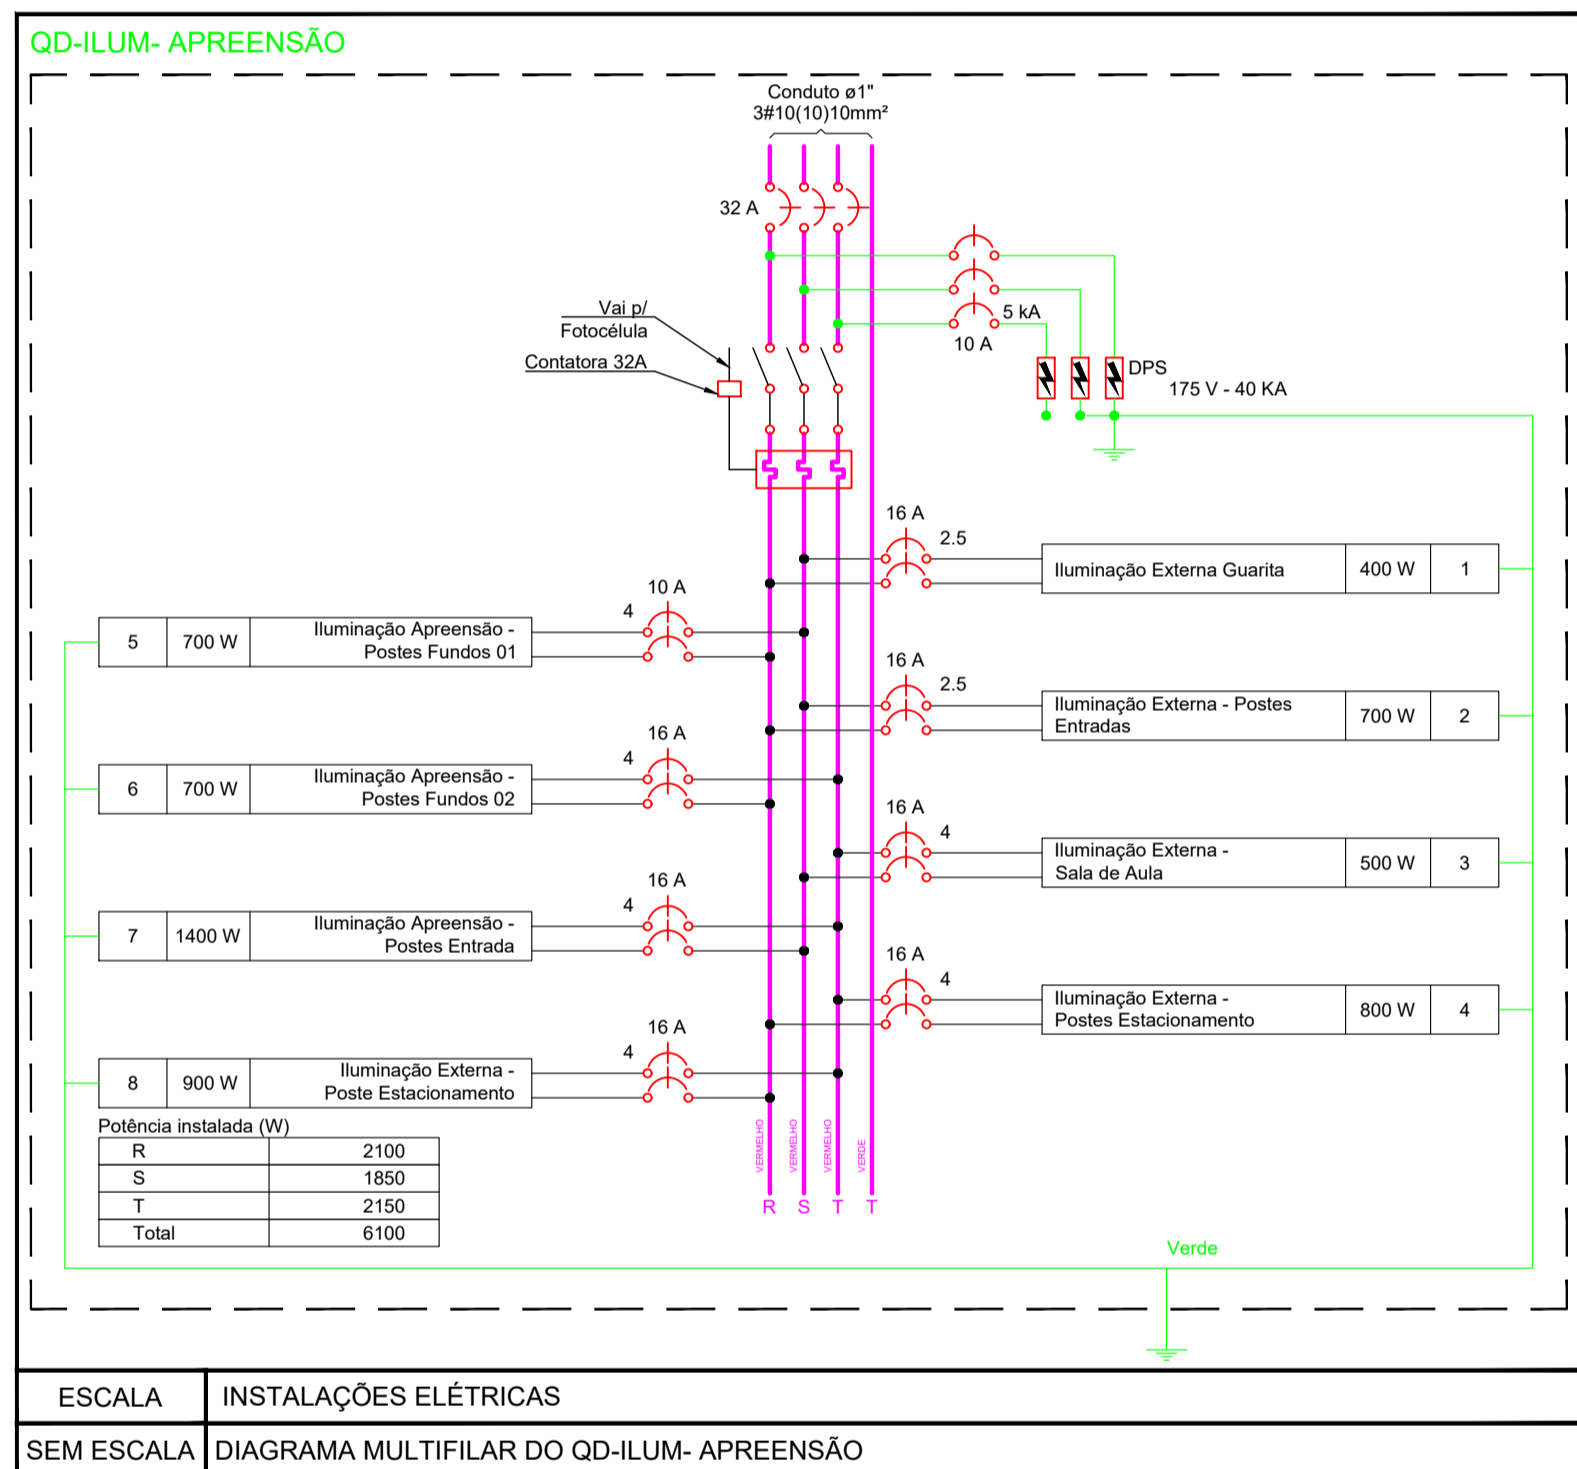 QD-ILUM- APREENSÃO
Conduto ø1"
3#10(10)10mm²
32 A
5 kA
10 A
Vai p/
Fotocélula
Contatora 32A
DPS
175 V - 40 KA
16 A
2.5
Iluminação Externa Guarita 400 W 1
10 A
4
5 700 W Iluminação Apreensão -
Postes Fundos 01
16 A
2.5
Iluminação Externa - Postes
Entradas 700 W 2
16 A
4
6 700 W Iluminação Apreensão -
Postes Fundos 02
16 A
4
Iluminação Externa -
Sala de Aula 500 W 3
16 A
4
7 1400 W Iluminação Apreensão -
Postes Entrada
16 A
4
Iluminação Externa -
Postes Estacionamento 800 W 4
16 A
4
8 900 W Iluminação Externa -
Poste Estacionamento
Potência instalada (W)
R 2100
S 1850
T 2150
Total 6100
VERMELHO
VERMELHO
VERMELHO
VERDE
R S T T
Verde
ESCALA INSTALAÇÕES ELÉTRICAS
SEM ESCALA DIAGRAMA MULTIFILAR DO QD-ILUM- APREENSÃO